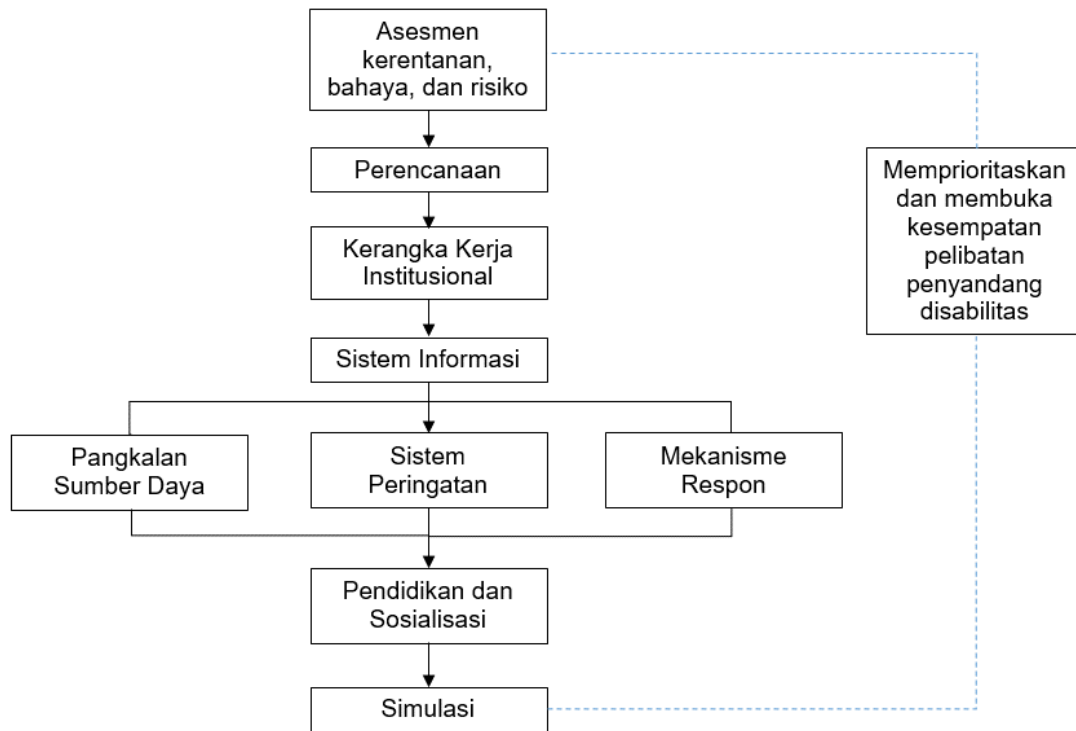 Asesmen
kerentanan,
bahaya, dan risiko
Perencanaan
Kerangka Kerja
Institusional
Sistem Informasi
Pangkalan
Sumber Daya
Sistem
Peringatan
Mekanisme
Respon
Pendidikan dan
Sosialisasi
Simulasi
Memprioritaskan
dan membuka
kesempatan
pelibatan
penyandang
disabilitas